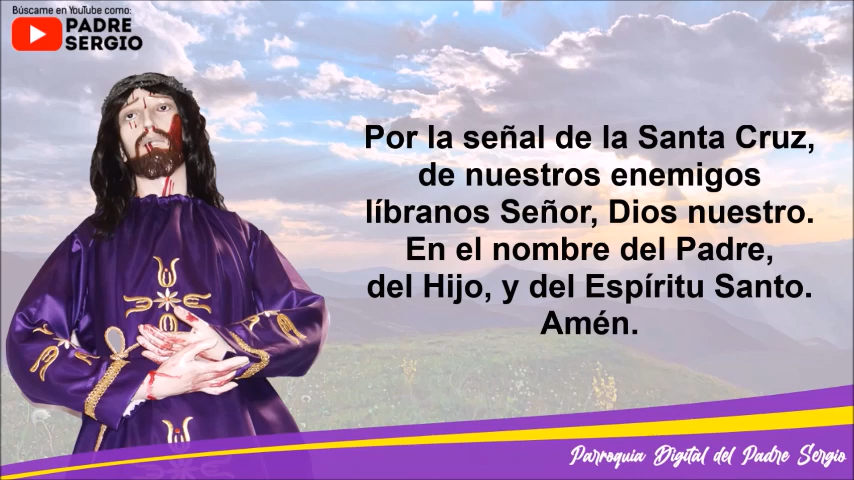 Búscame en YouTube como:
PADRE
SERGIO
Por la señal de la Santa Cruz,
de nuestros enemigos
líbranos Señor, Dios nuestro.
En el nombre del Padre,
del Hijo, y del Espíritu Santo.
Amén.
Parroquia Digital del Padre Sergio